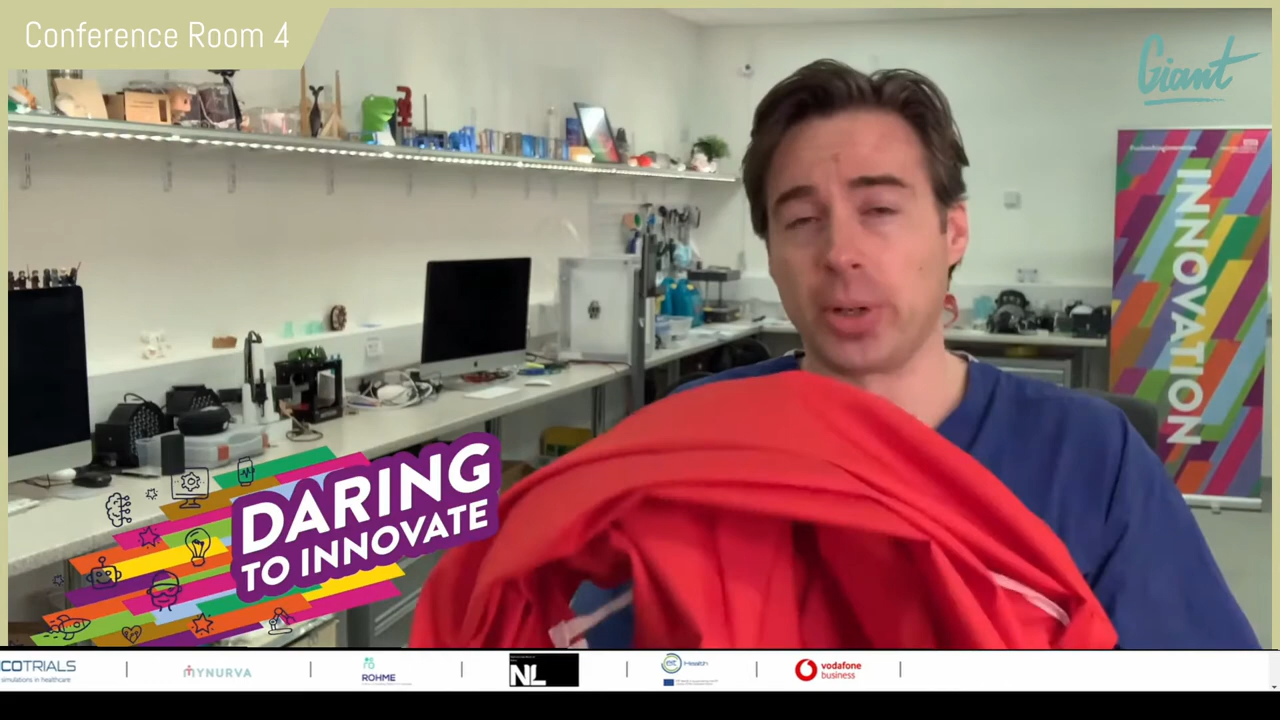 Conference Room 4
Giant
INNOVATION
DARING
TO INNOVATE
COTRIALS
simulations in healthcare
MYNURVA
ROHME
NL
Health
vodafone
business